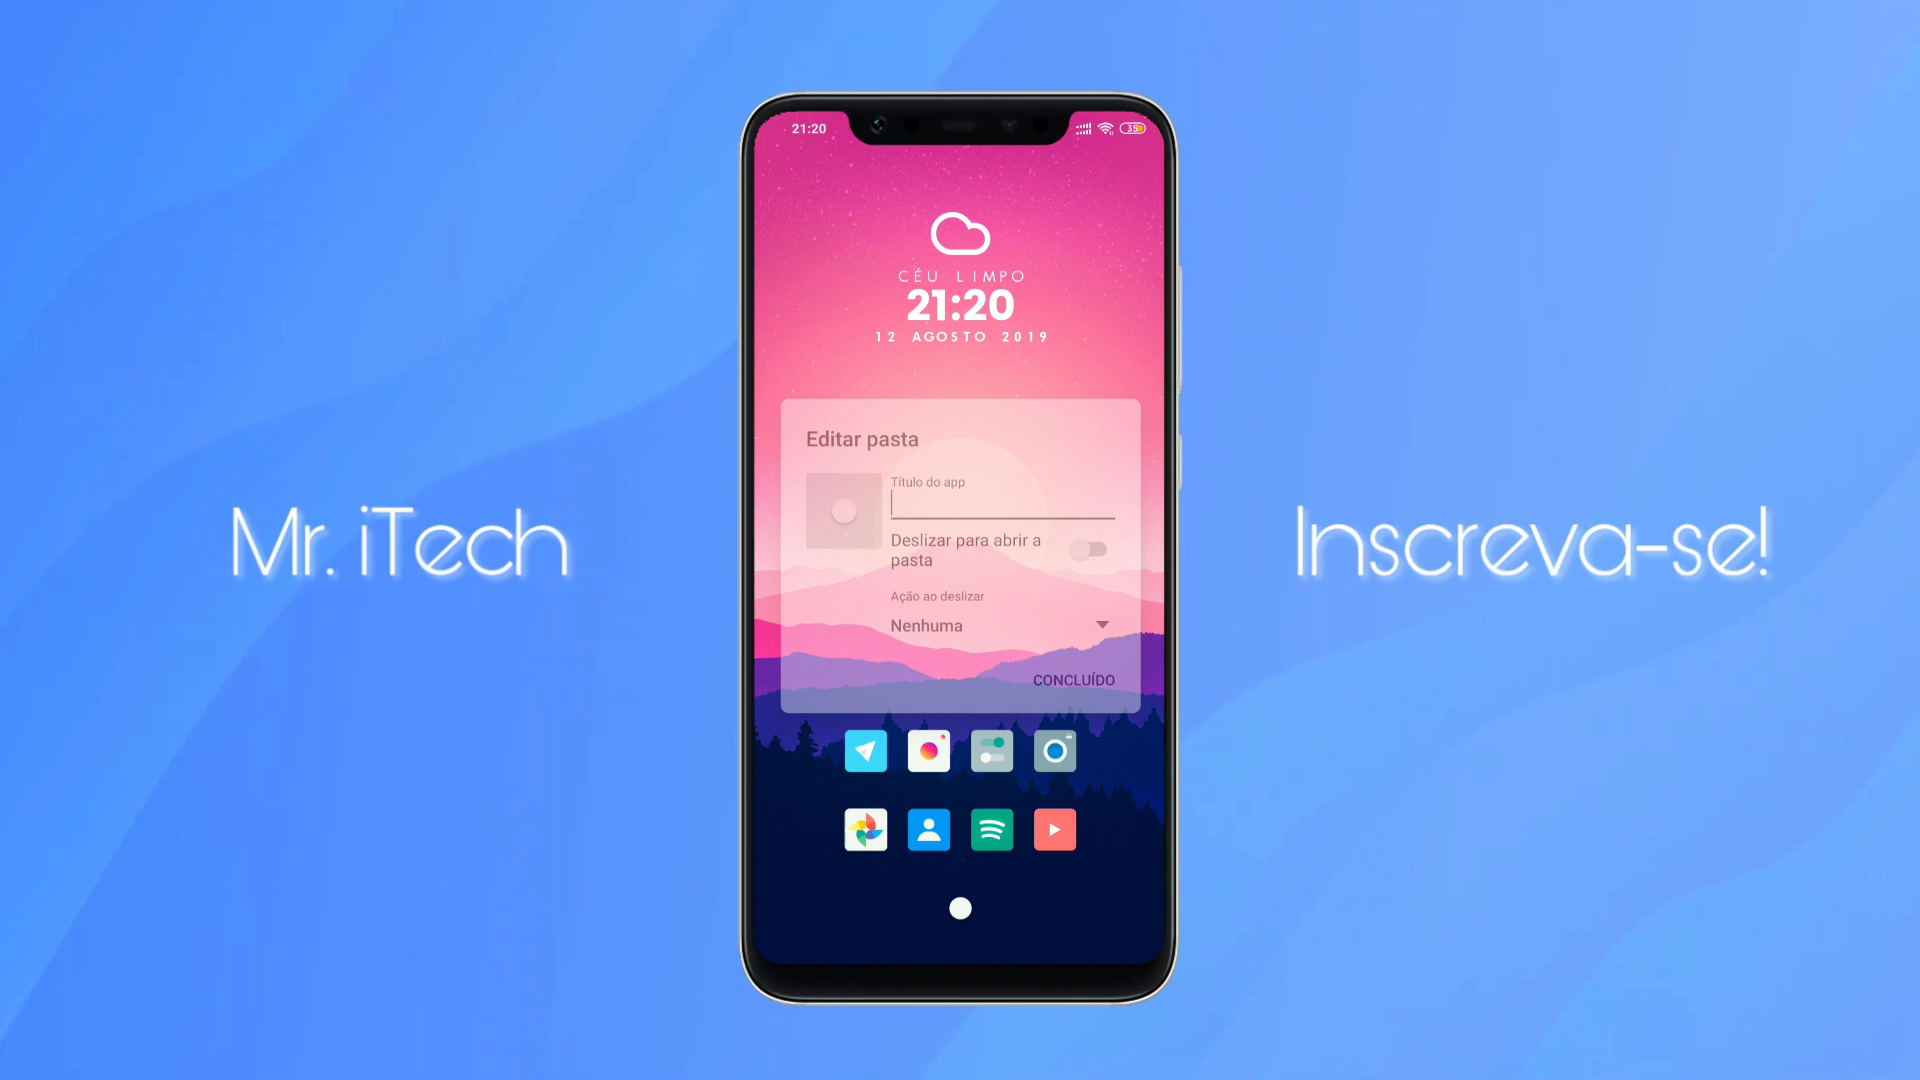 21:20
35
CÉU LIMPO
21:20
12 AGOSTO 2019
Editar pasta
Título do app
Deslizar para abrir a
pasta
Ação ao deslizar
Nenhuma
CONCLUÍDO
Mr. iTech
Inscreva-se!